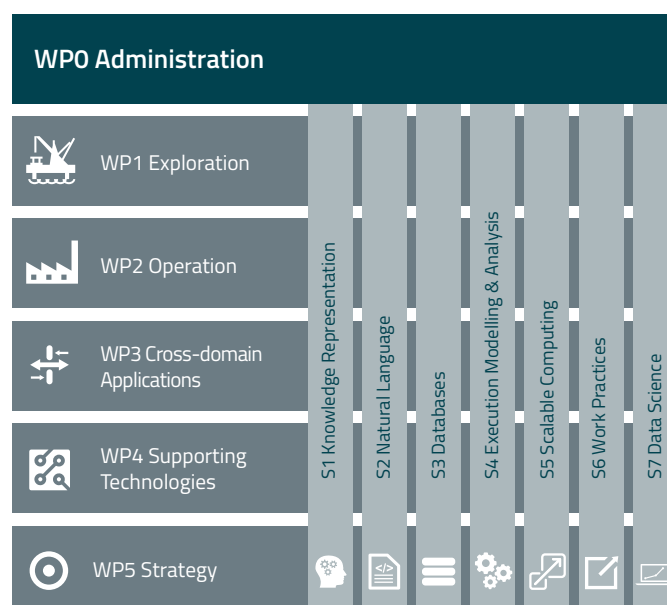 WP0 Administration
WP1 Exploration
WP2 Operation
WP3 Cross-domain
Applications
WP4 Supporting
Technologies
WP5 Strategy
S1 Knowledge Representation
S2 Natural Language
S3 Databases
S4 Execution Modelling & Analysis
S5 Scalable Computing
S6 Work Practices
S7 Data Science